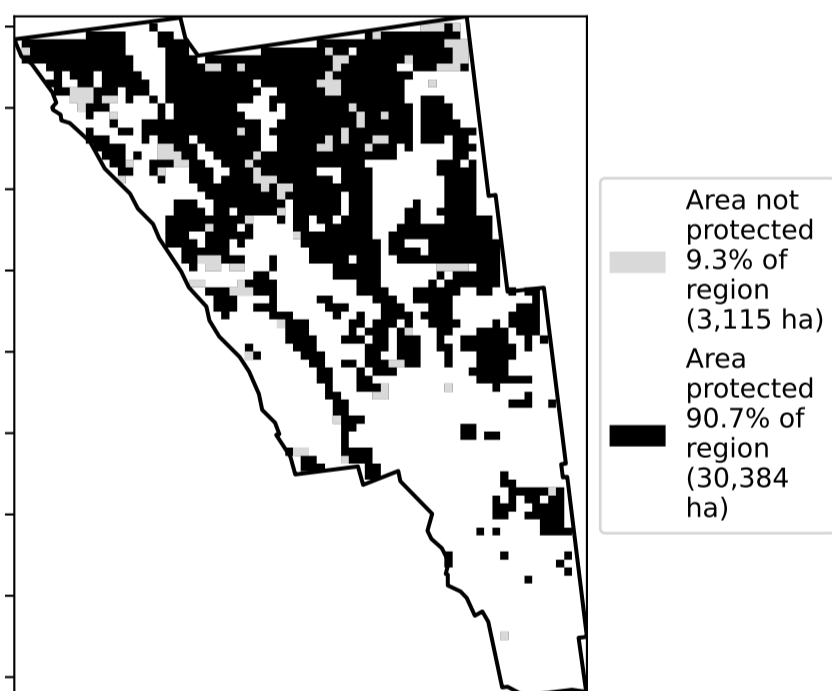 Area not
protected
9.3% of
region
(3,115 ha)
Area
protected
90.7% of
region
(30,384
ha)